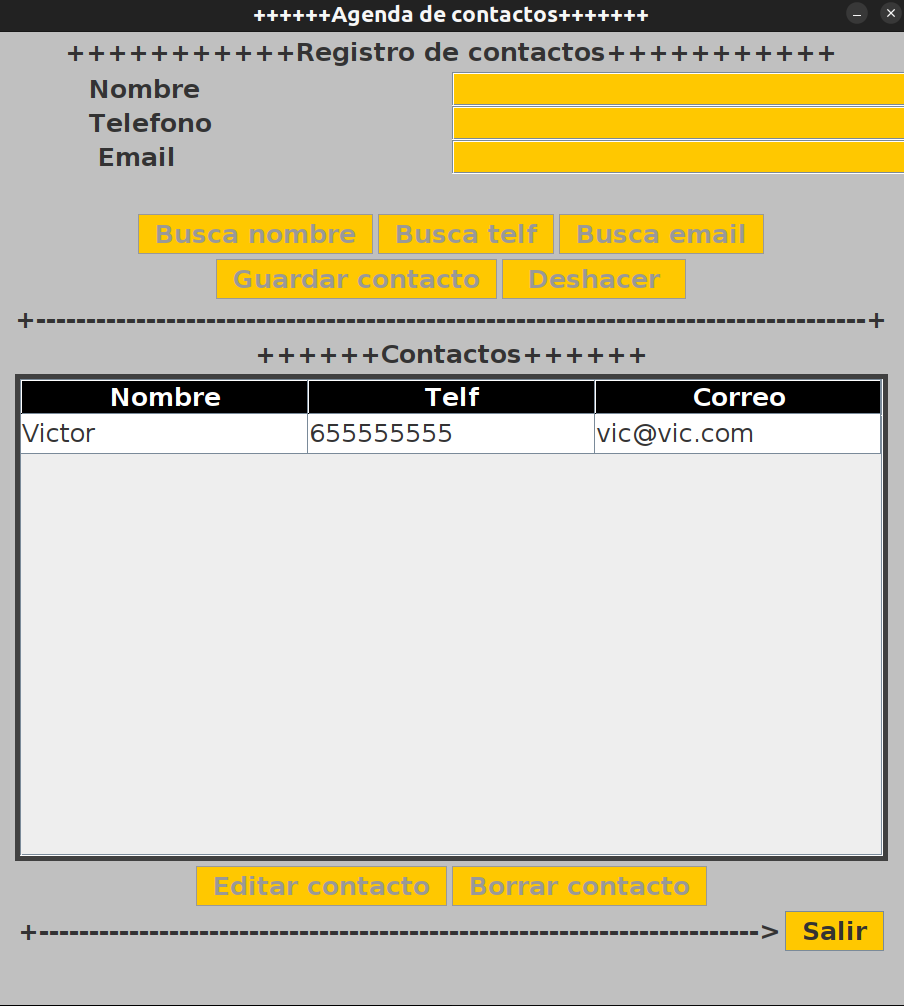 ++++++Agenda de contactos+++++++
+++++++++++Registro de contactos+++++++++++
Nombre
Telefono
Email
Busca nombre Busca telf Busca email
Guardar contacto Deshacer
+-----------------------------------------------------------------------------------+
++++++Contactos++++++
Nombre Telf Correo
Victor 655555555 vic@vic.com
Editar contacto Borrar contacto
+------------------------------------------------------------------------> Salir